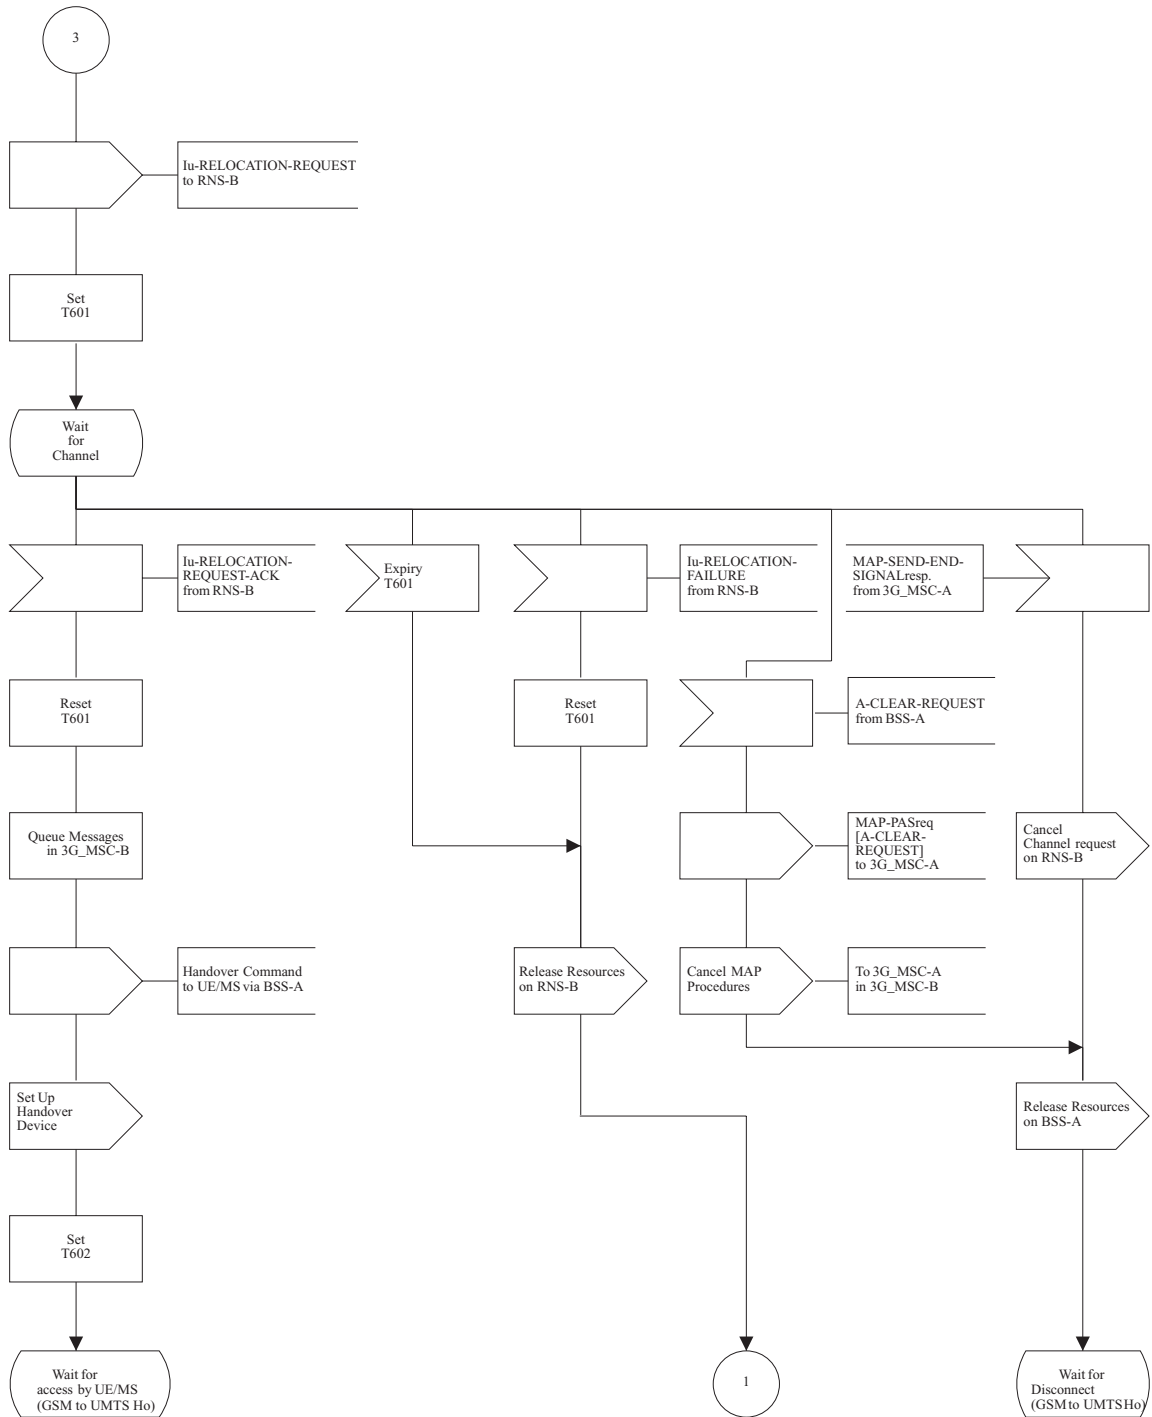 3
Iu-RELOCATION-REQUEST
to RNS-B
Set
T601
Wait
for
Channel
Iu-RELOCATION-
REQUEST-ACK
from RNS-B
Expiry
T601
Iu-RELOCATION-
FAILURE
from RNS-B
MAP-SEND-END-
SIGNALresp.
from 3G_MSC-A
Reset
T601
Reset
T601
A-CLEAR-REQUEST
from BSS-A
Queue Messages
in 3G_MSC-B
MAP-PASreq
[A-CLEAR-
REQUEST]
to 3G_MSC-A
Cancel
Channel request
on RNS-B
Handover Command
to UE/MS via BSS-A
Release Resources
on RNS-B
Cancel MAP
Procedures
To 3G_MSC-A
in 3G_MSC-B
Set Up
Handover
Device
Release Resources
on BSS-A
Set
T602
Wait for
access by UE/MS
(GSM to UMTS Ho)
1
Wait for
Disconnect
(GSM to UMTS Ho)